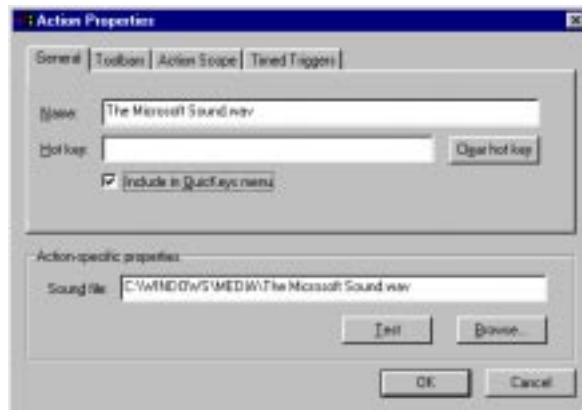 Action Properties
General Toolbars Action Scope Timed Triggers
Name: The Microsoft Sound.wav
Hot key: Clear hot key
Include in QuicKeys menu
Action-specific properties
Sound file: C:\WINDOWS\MEDIA\The Microsoft Sound.wav
Test Browse...
OK Cancel